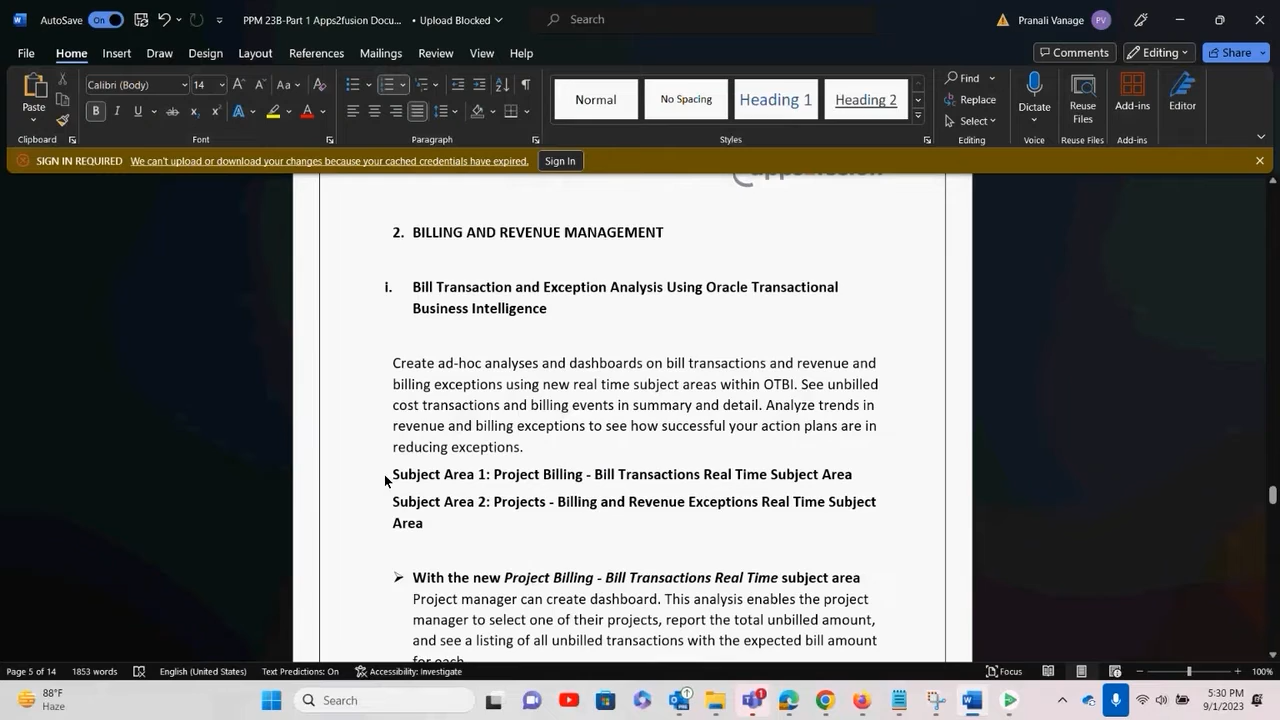 AutoSave On PPM 23B-Part 1 Apps2fusion Docu... • Upload Blocked Search Pranali Vanage PV
File Home Insert Draw Design Layout References Mailings Review View Help Comments Editing Share
Paste Calibri (Body) 14 Aa Normal No Spacing Heading 1 Heading 2 Find Replace Select Dictate Reuse Files Add-ins Editor
B I U ab x₂ x² A A
Clipboard Font Paragraph Styles Editing Voice Reuse Files Add-ins
SIGN IN REQUIRED We can't upload or download your changes because your cached credentials have expired. Sign In
2. BILLING AND REVENUE MANAGEMENT
i. Bill Transaction and Exception Analysis Using Oracle Transactional
Business Intelligence
Create ad-hoc analyses and dashboards on bill transactions and revenue and
billing exceptions using new real time subject areas within OTBI. See unbilled
cost transactions and billing events in summary and detail. Analyze trends in
revenue and billing exceptions to see how successful your action plans are in
reducing exceptions.
Subject Area 1: Project Billing - Bill Transactions Real Time Subject Area
Subject Area 2: Projects - Billing and Revenue Exceptions Real Time Subject
Area
➢ With the new Project Billing - Bill Transactions Real Time subject area
Project manager can create dashboard. This analysis enables the project
manager to select one of their projects, report the total unbilled amount,
and see a listing of all unbilled transactions with the expected bill amount
for each
Page 5 of 14 1853 words English (United States) Text Predictions: On Accessibility: Investigate Focus 100%
88°F
Haze
Search
5:30 PM
9/1/2023